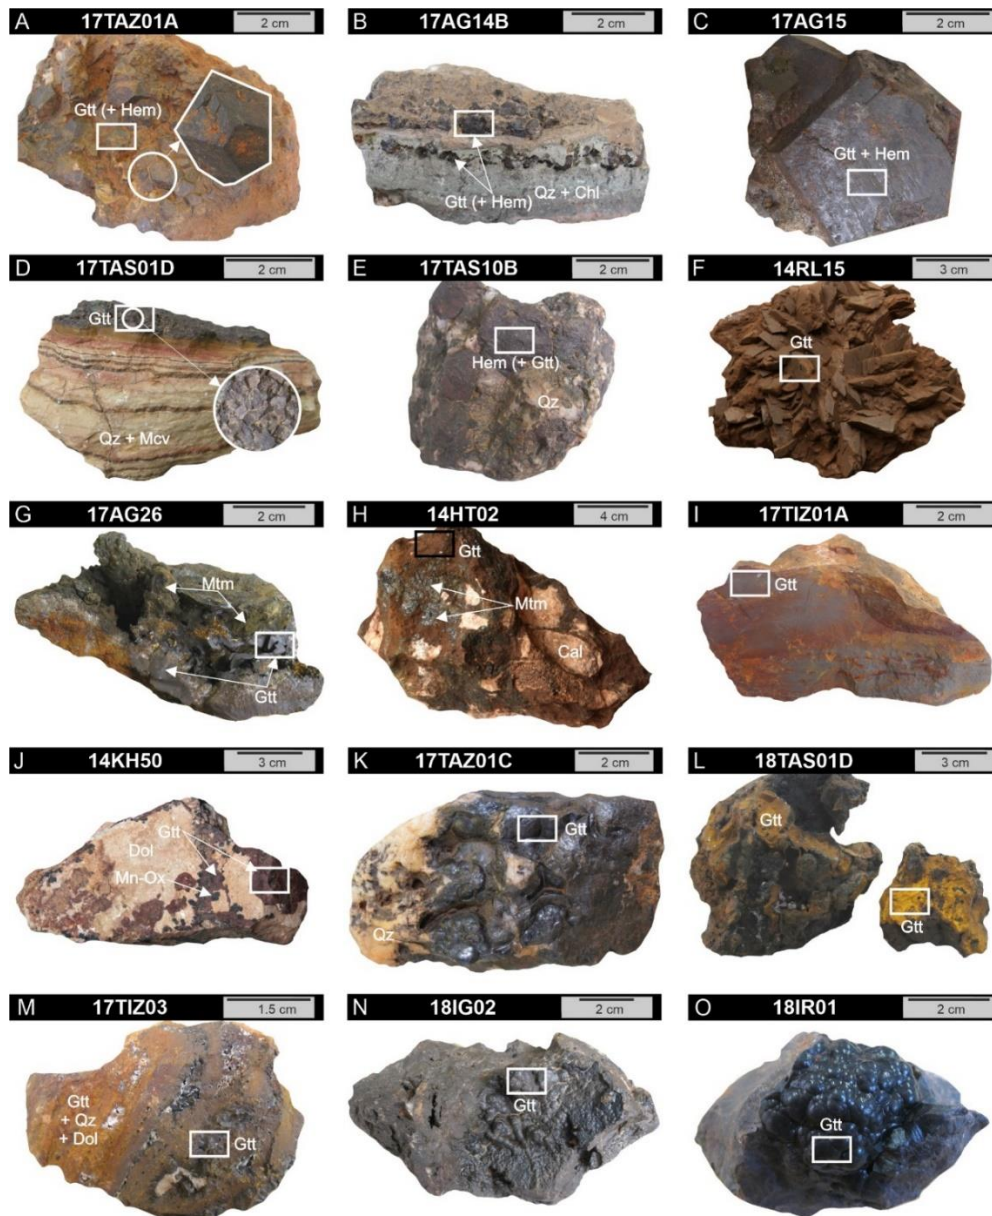 A 17TAZ01A 2 cm
Gtt (+ Hem)
B 17AG14B 2 cm
Gtt (+ Hem)
Qz + Chl
C 17AG15 2 cm
Gtt + Hem
D 17TAS01D 2 cm
Gtt
Qz + Mcv
E 17TAS10B 2 cm
Hem (+ Gtt)
Qz
F 14RL15 3 cm
Gtt
G 17AG26 2 cm
Mtm
Gtt
H 14HT02 4 cm
Gtt
Mtm
Cal
I 17TIZ01A 2 cm
Gtt
J 14KH50 3 cm
Gtt
Dol
Mn-Ox
K 17TAZ01C 2 cm
Gtt
Qz
L 18TAS01D 3 cm
Gtt
Gtt
M 17TIZ03 1.5 cm
Gtt
+ Qz
+ Dol
Gtt
N 18IG02 2 cm
Gtt
O 18IR01 2 cm
Gtt